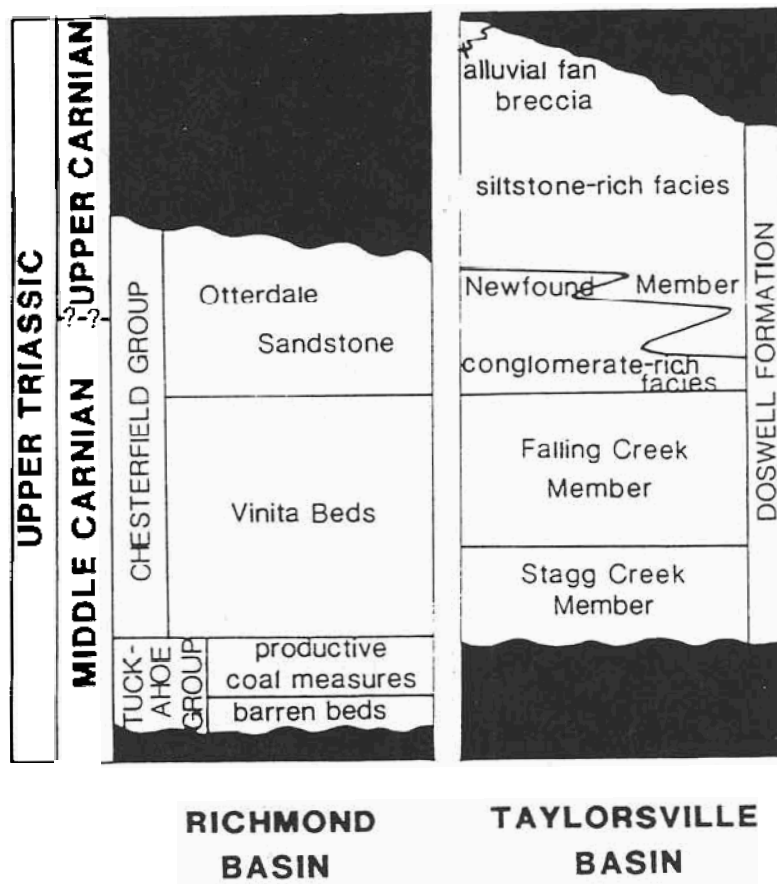 UPPER TRIASSIC
MIDDLE CARNIAN
UPPER CARNIAN
?-?
CHESTERFIELD GROUP
TUCK-
AHOE
GROUP
Otterdale
Sandstone
Vinita Beds
productive
coal measures
barren beds
alluvial fan
breccia
siltstone-rich facies
Newfound Member
conglomerate-rich
facies
Falling Creek
Member
Stagg Creek
Member
DOSWELL FORMATION
RICHMOND
BASIN
TAYLORSVILLE
BASIN